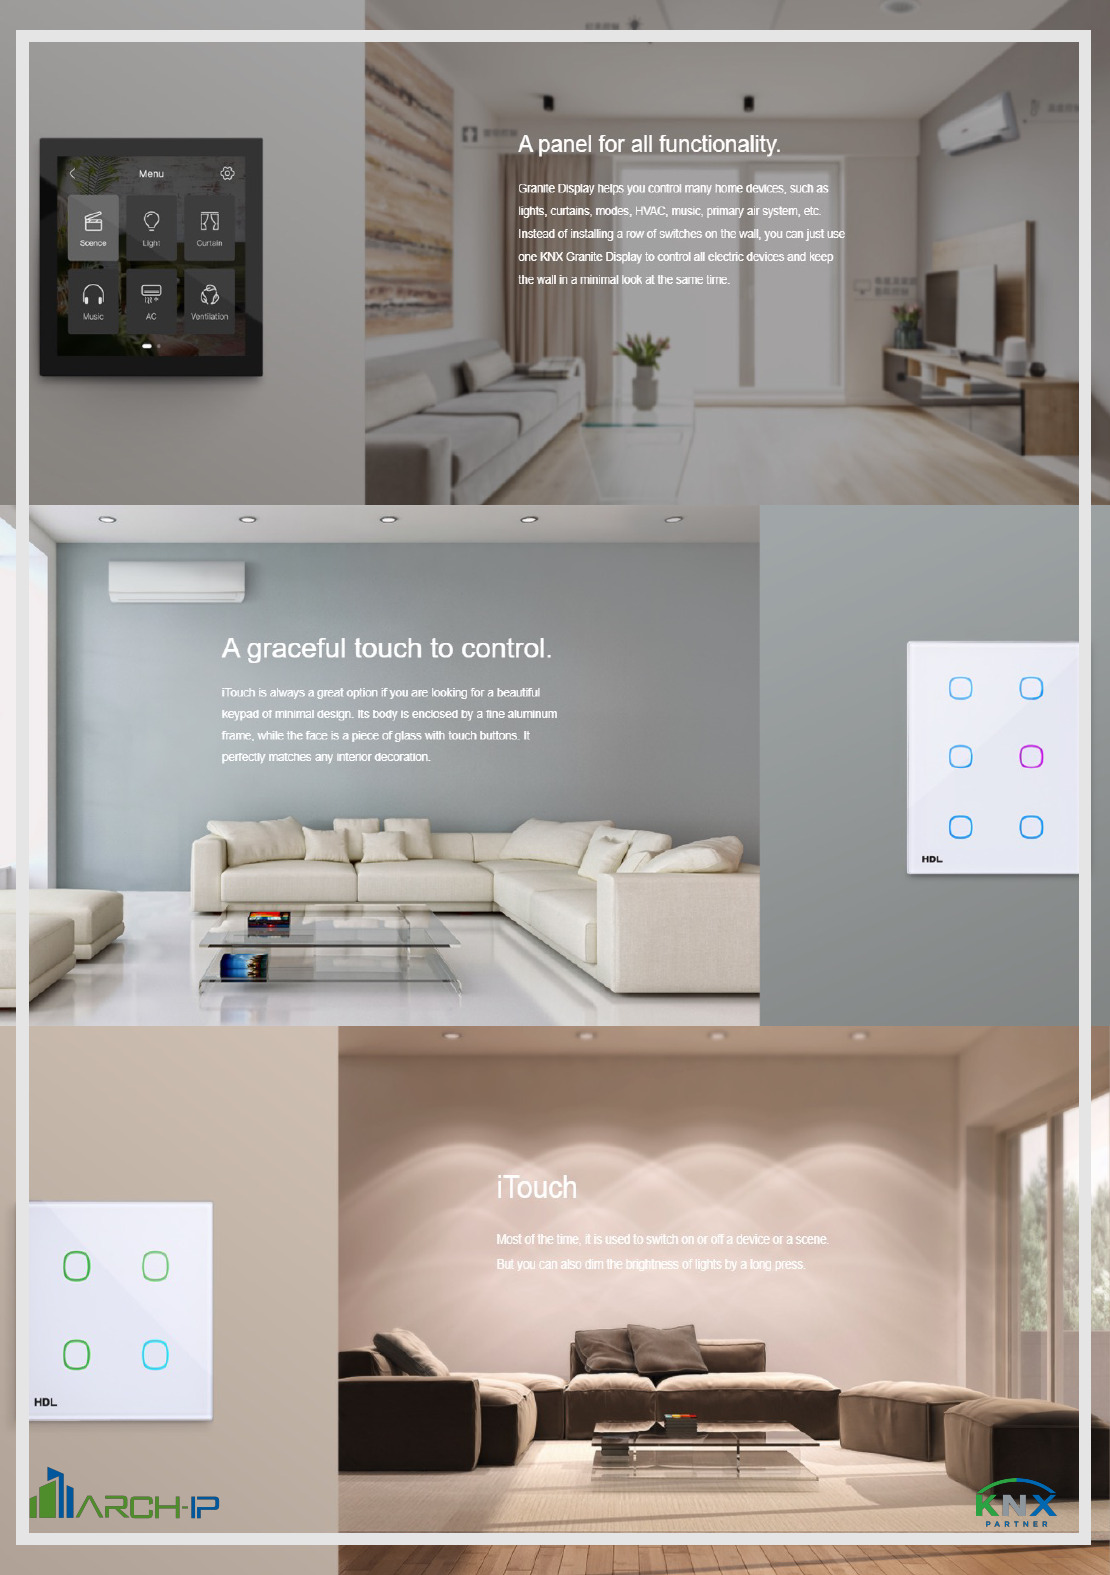 Menu
Scence
Light
Curtain
Music
AC
Ventilation
A panel for all functionality.
Granite Display helps you control many home devices, such as
lights, curtains, modes, HVAC, music, primary air system, etc.
Instead of installing a row of switches on the wall, you can just use
one KNX Granite Display to control all electric devices and keep
the wall in a minimal look at the same time.
A graceful touch to control.
iTouch is always a great option if you are looking for a beautiful
keypad of minimal design. Its body is enclosed by a fine aluminum
frame, while the face is a piece of glass with touch buttons. It
perfectly matches any interior decoration.
HDL
iTouch
Most of the time, it is used to switch on or off a device or a scene.
But you can also dim the brightness of lights by a long press.
HDL
ARCH-IP
KNX
PARTNER